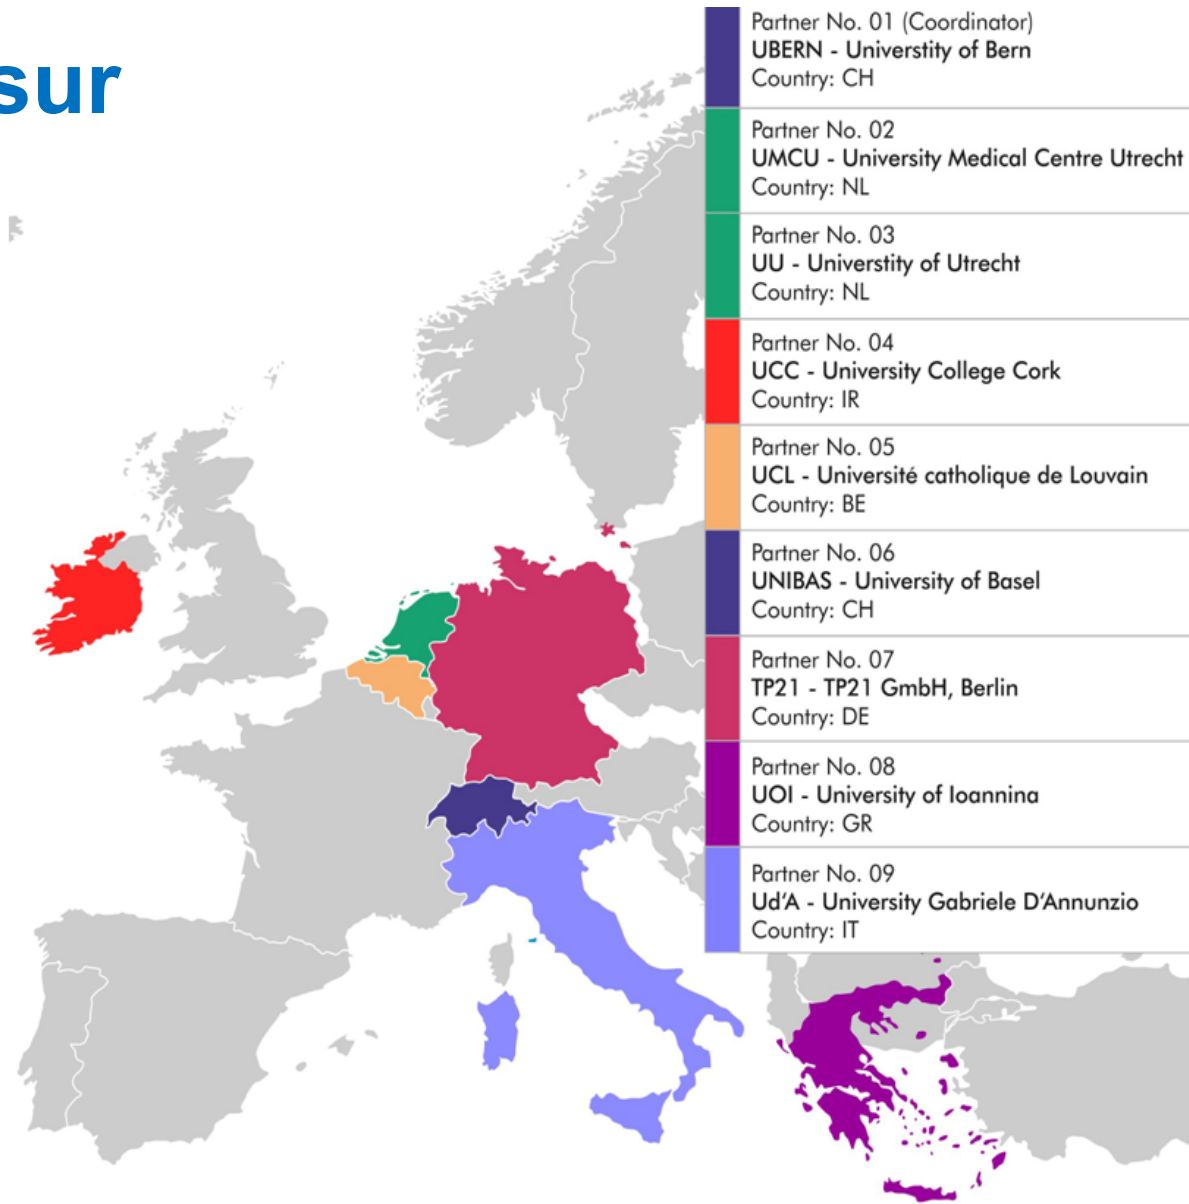 sur
Partner No. 01 (Coordinator)
UBERN - Universtity of Bern
Country: CH
Partner No. 02
UMCU - University Medical Centre Utrecht
Country: NL
Partner No. 03
UU - Universtity of Utrecht
Country: NL
Partner No. 04
UCC - University College Cork
Country: IR
Partner No. 05
UCL - Université catholique de Louvain
Country: BE
Partner No. 06
UNIBAS - University of Basel
Country: CH
Partner No. 07
TP21 - TP21 GmbH, Berlin
Country: DE
Partner No. 08
UOI - University of Ioannina
Country: GR
Partner No. 09
Ud‘A - University Gabriele D‘Annunzio
Country: IT